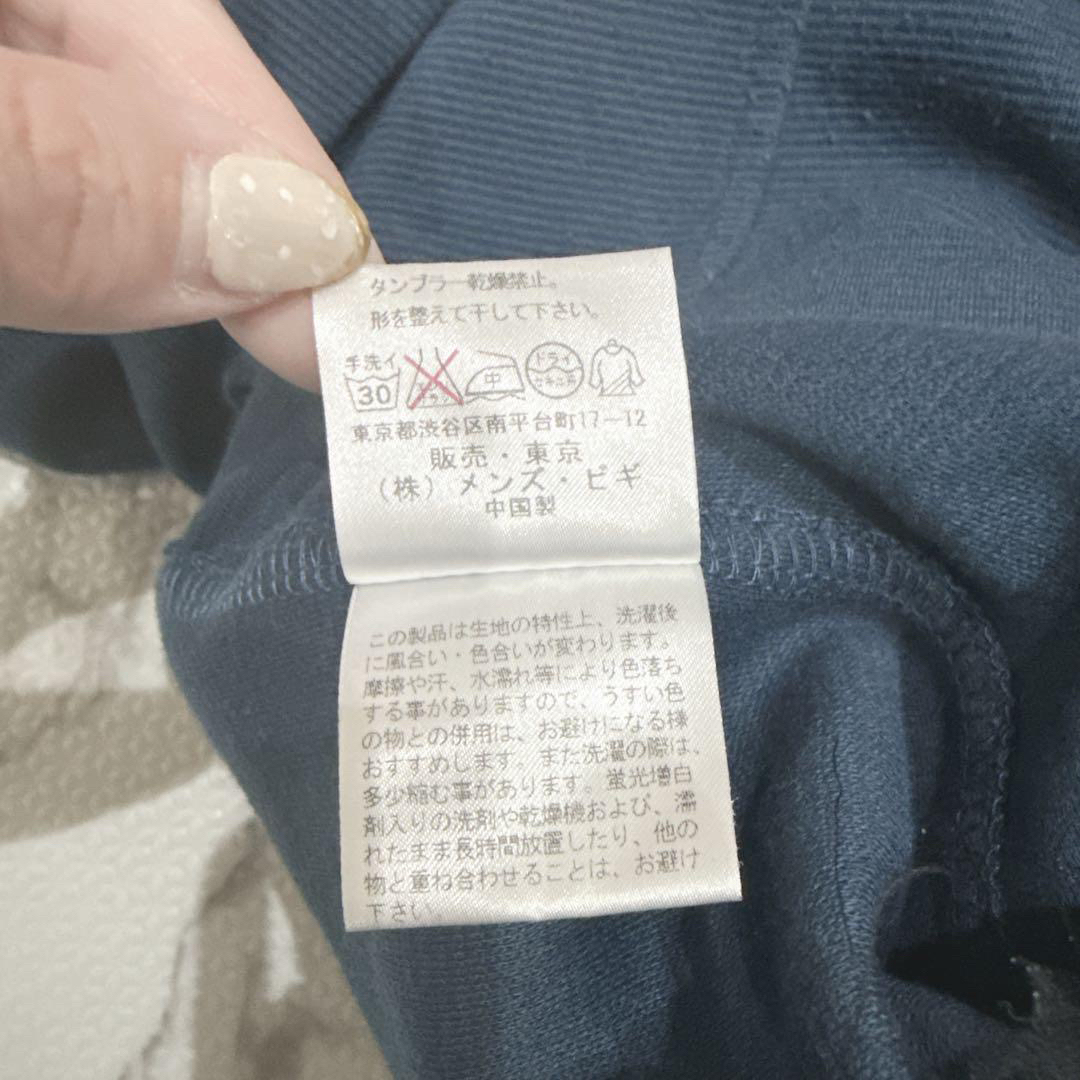 タンブラー乾燥禁止。
形を整えて干して下さい。
手洗イ
30
エンソサラシ
中
ドライ
セキユ系
東京都渋谷区南平台町17-12
販売・東京
(株)メンズ・ビギ
中国製
この製品は生地の特性上、洗濯後
に風合い・色合いが変わります。
摩擦や汗、水濡れ等により色落ち
する事がありますので、うすい色
の物との併用は、お避けになる様
おすすめします。また洗濯の際は、
多少縮む事があります。蛍光増白
剤入りの洗剤や乾燥機および、濡
れたまま長時間放置したり、他の
物と重ね合わせることは、お避け
下さい。